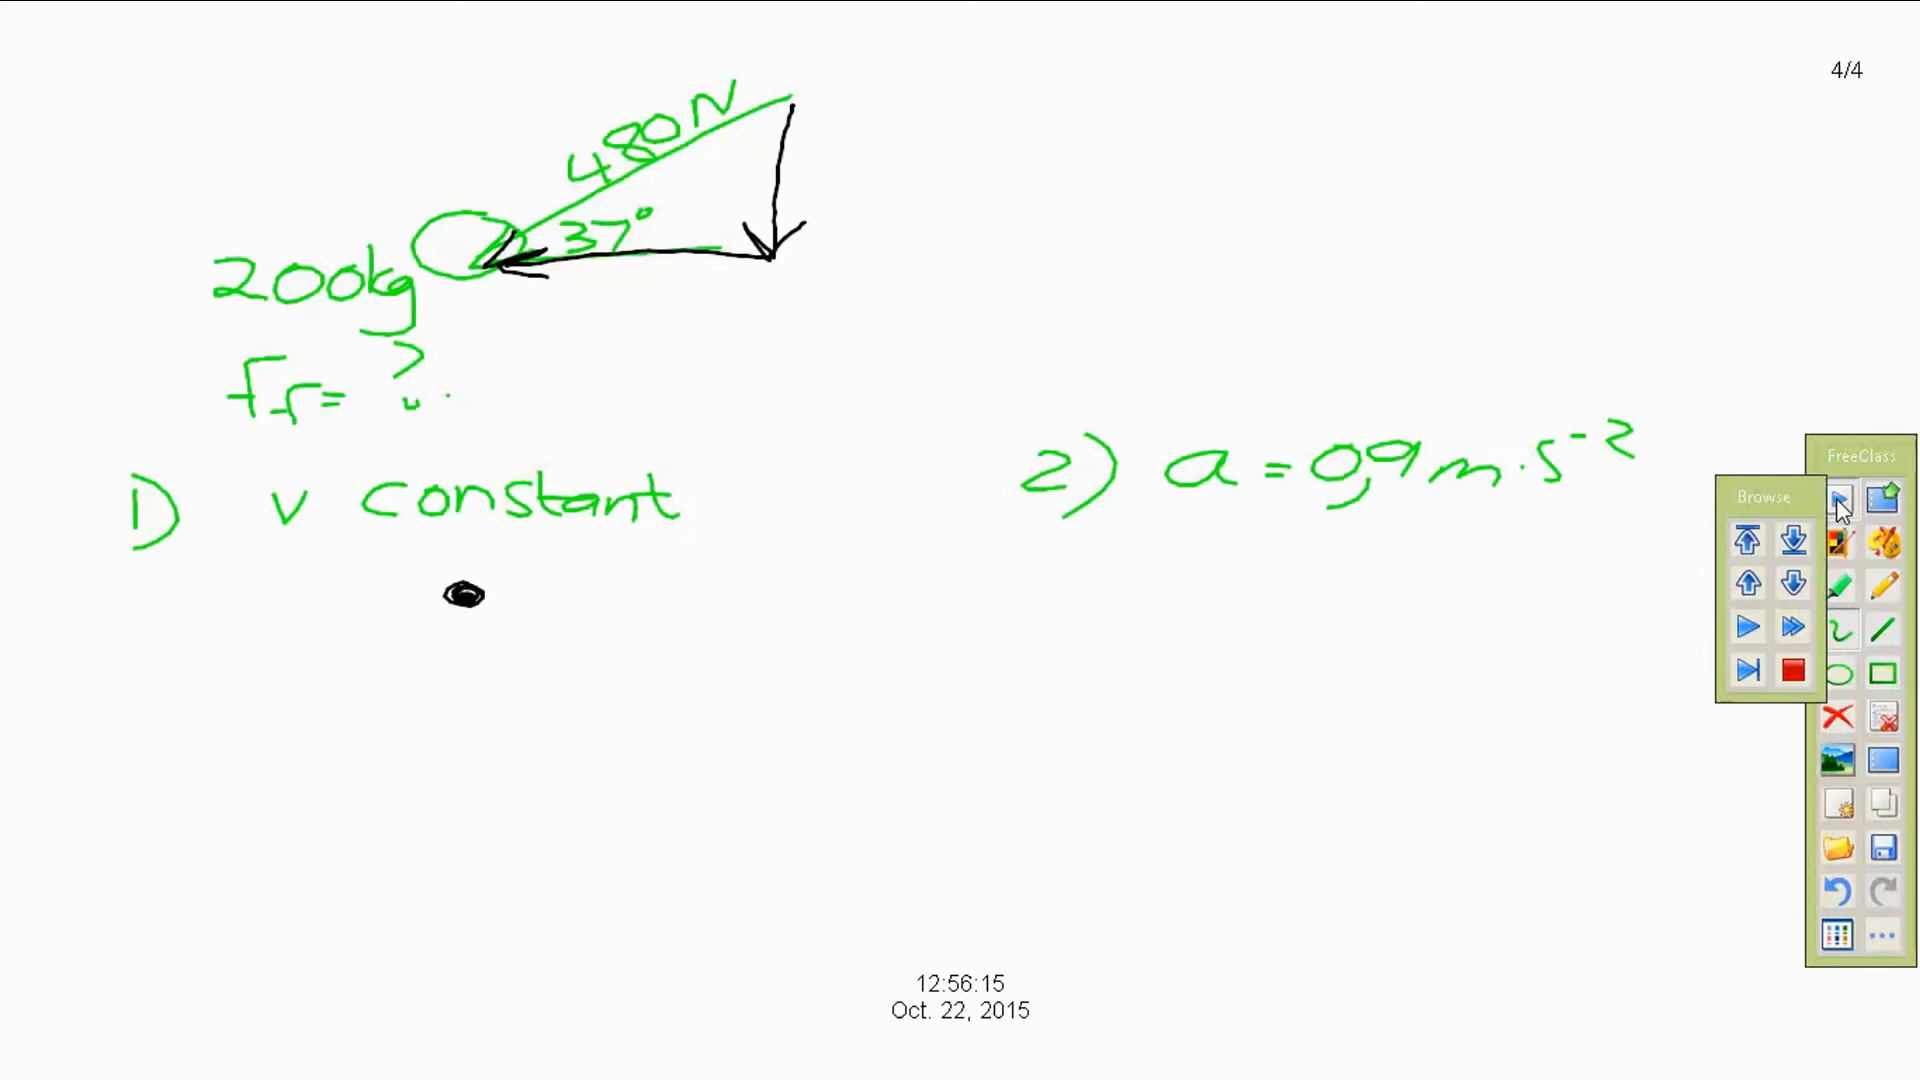 4/4
480N
37°
200kg
Ff = ?
1) v constant
2) a = 0,9 m·s⁻²
FreeClass
Browse
12:56:15
Oct. 22, 2015